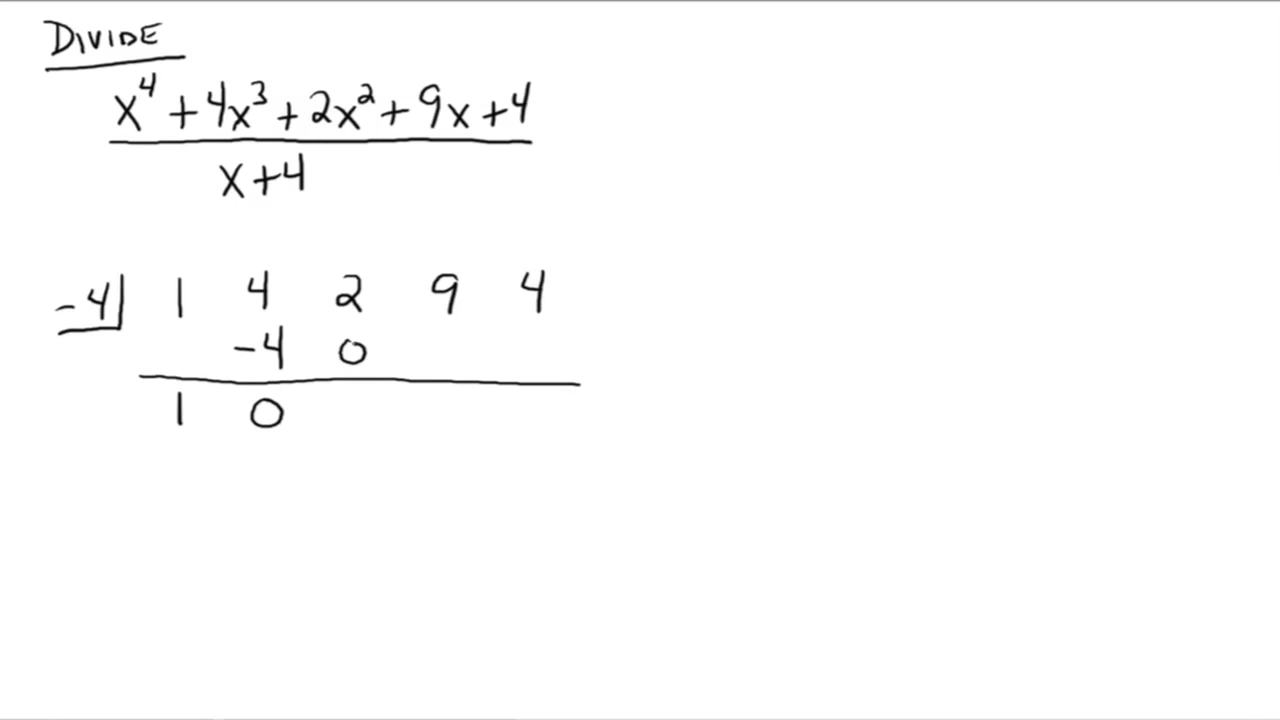 DIVIDE
x⁴ + 4x³ + 2x² + 9x + 4
x + 4
-4 1 4 2 9 4
-4 0
1 0